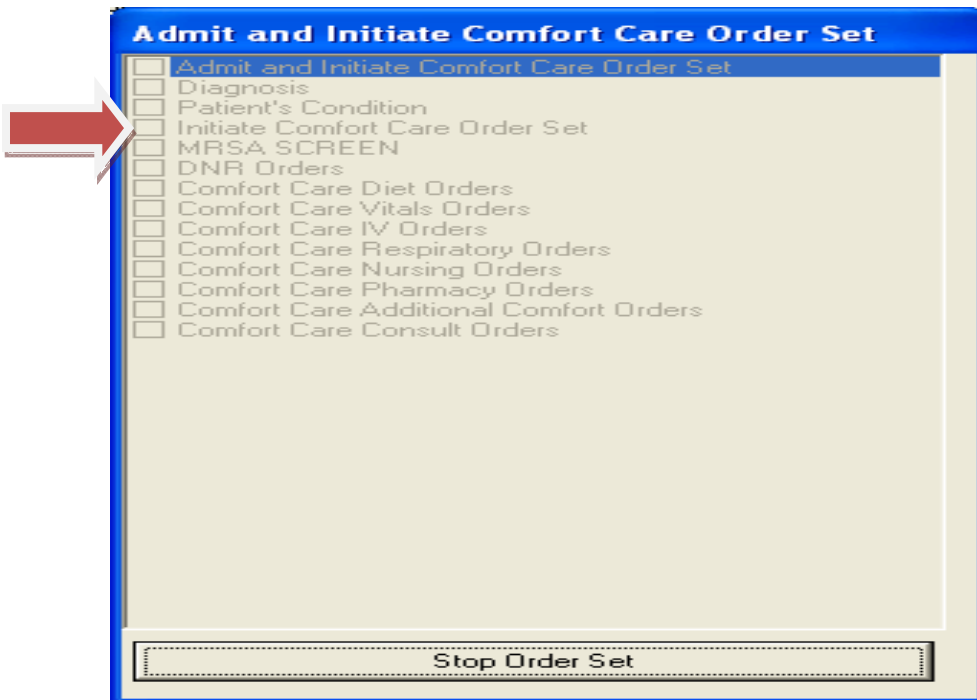 Admit and Initiate Comfort Care Order Set
Admit and Initiate Comfort Care Order Set
Diagnosis
Patient's Condition
Initiate Comfort Care Order Set
MRSA SCREEN
DNR Orders
Comfort Care Diet Orders
Comfort Care Vitals Orders
Comfort Care IV Orders
Comfort Care Respiratory Orders
Comfort Care Nursing Orders
Comfort Care Pharmacy Orders
Comfort Care Additional Comfort Orders
Comfort Care Consult Orders
Stop Order Set